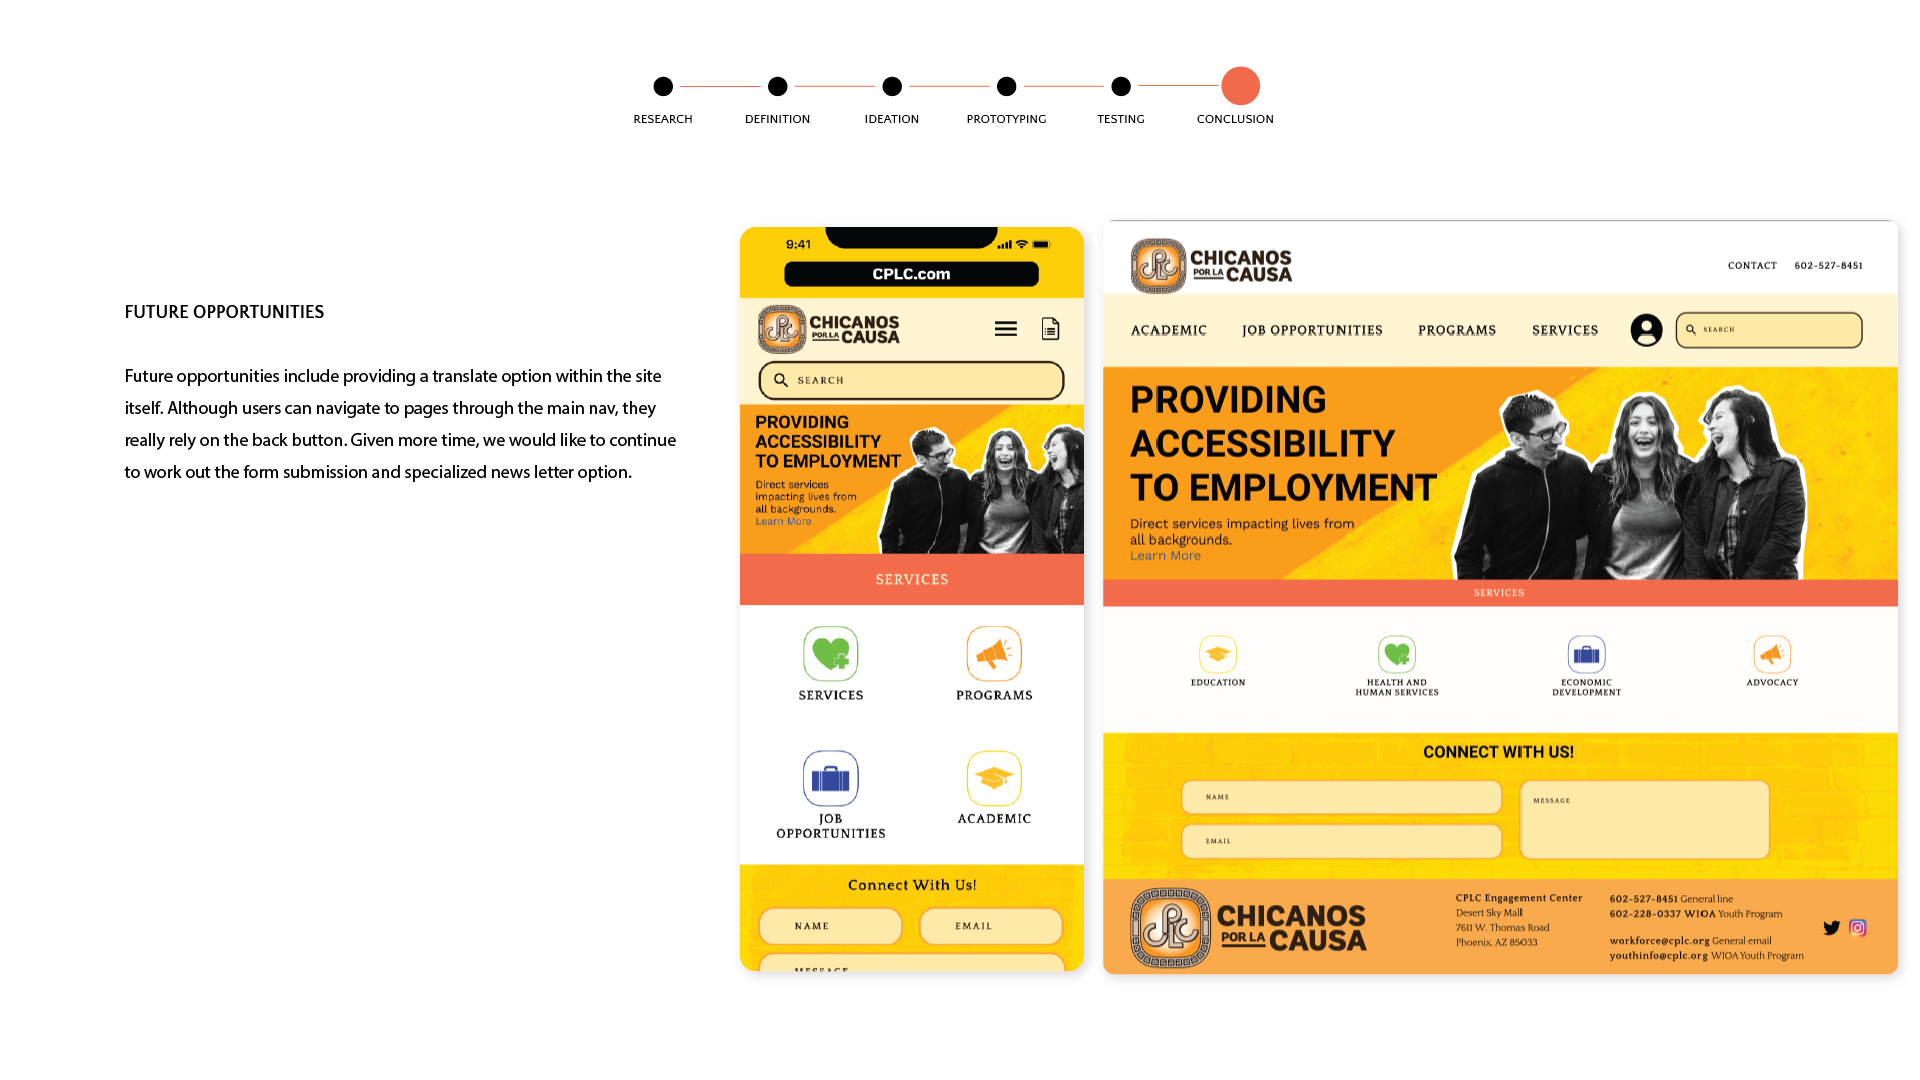 RESEARCH
DEFINITION
IDEATION
PROTOTYPING
TESTING
CONCLUSION
FUTURE OPPORTUNITIES
Future opportunities include providing a translate option within the site
itself. Although users can navigate to pages through the main nav, they
really rely on the back button. Given more time, we would like to continue
to work out the form submission and specialized news letter option.
9:41
CPLC.com
CPLC
CHICANOS
POR LA
CAUSA
SEARCH
PROVIDING
ACCESSIBILITY
TO EMPLOYMENT
Direct services
impacting lives from
all backgrounds.
Learn More
SERVICES
SERVICES
PROGRAMS
JOB
OPPORTUNITIES
ACADEMIC
Connect With Us!
NAME
EMAIL
MESSAGE
CPLC
CHICANOS
POR LA
CAUSA
CONTACT
602-527-8451
ACADEMIC
JOB OPPORTUNITIES
PROGRAMS
SERVICES
SEARCH
PROVIDING
ACCESSIBILITY
TO EMPLOYMENT
Direct services impacting lives from
all backgrounds.
Learn More
SERVICES
EDUCATION
HEALTH AND
HUMAN SERVICES
ECONOMIC
DEVELOPMENT
ADVOCACY
CONNECT WITH US!
NAME
EMAIL
MESSAGE
CPLC
CHICANOS
POR LA
CAUSA
CPLC Engagement Center
Desert Sky Mall
7611 W. Thomas Road
Phoenix, AZ 85033
602-527-8451 General line
602-228-0337 WIOA Youth Program
workforce@cplc.org General email
youthinfo@cplc.org WIOA Youth Program